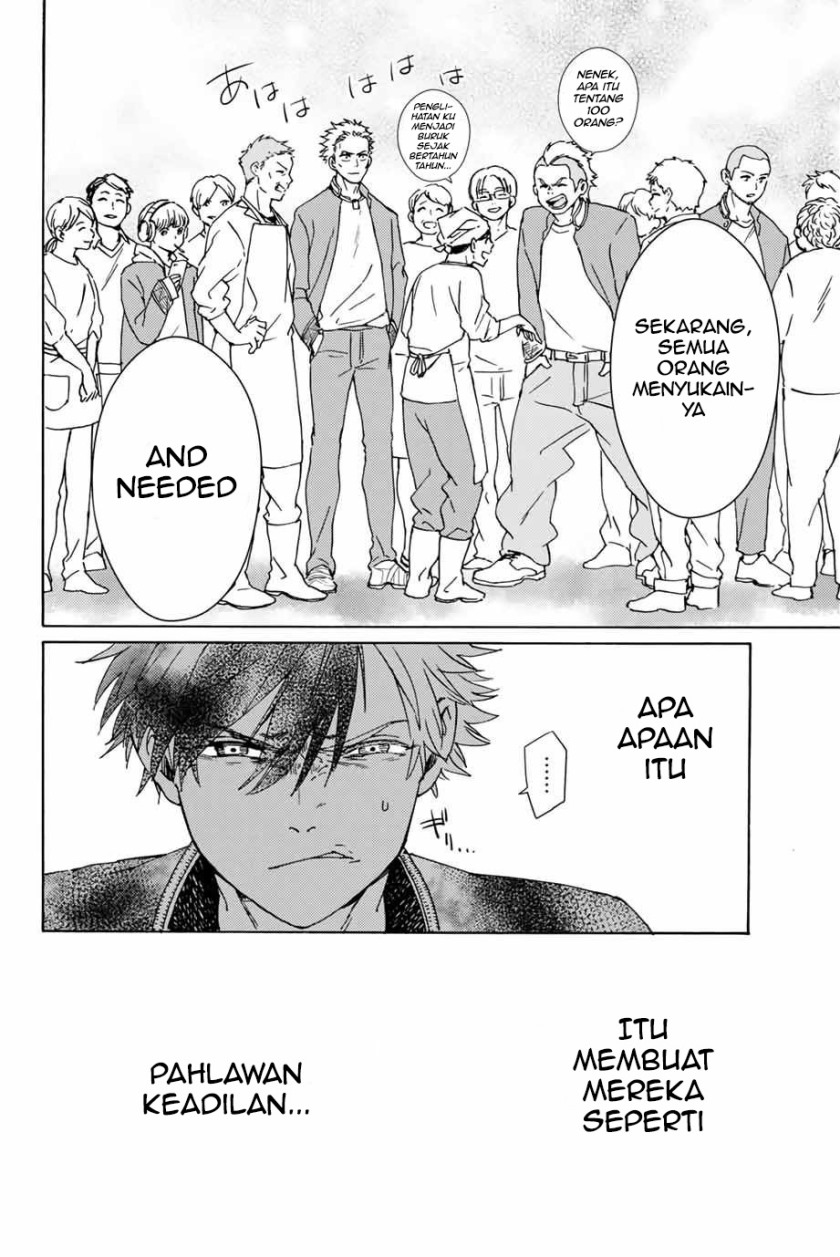 NENEK,
APA ITU
TENTANG
100
ORANG?
PENGLI-
HATAN KU
MENJADI
BURUK
SEJAK
BERTAHUN
TAHUN...
あはは
ははは
SEKARANG,
SEMUA
ORANG
MENYUKAIN-
YA
AND
NEEDED
APA
APAAN
ITU
......
ギリ...
ITU
MEMBUAT
MEREKA
SEPERTI
PAHLAWAN
KEADILAN...